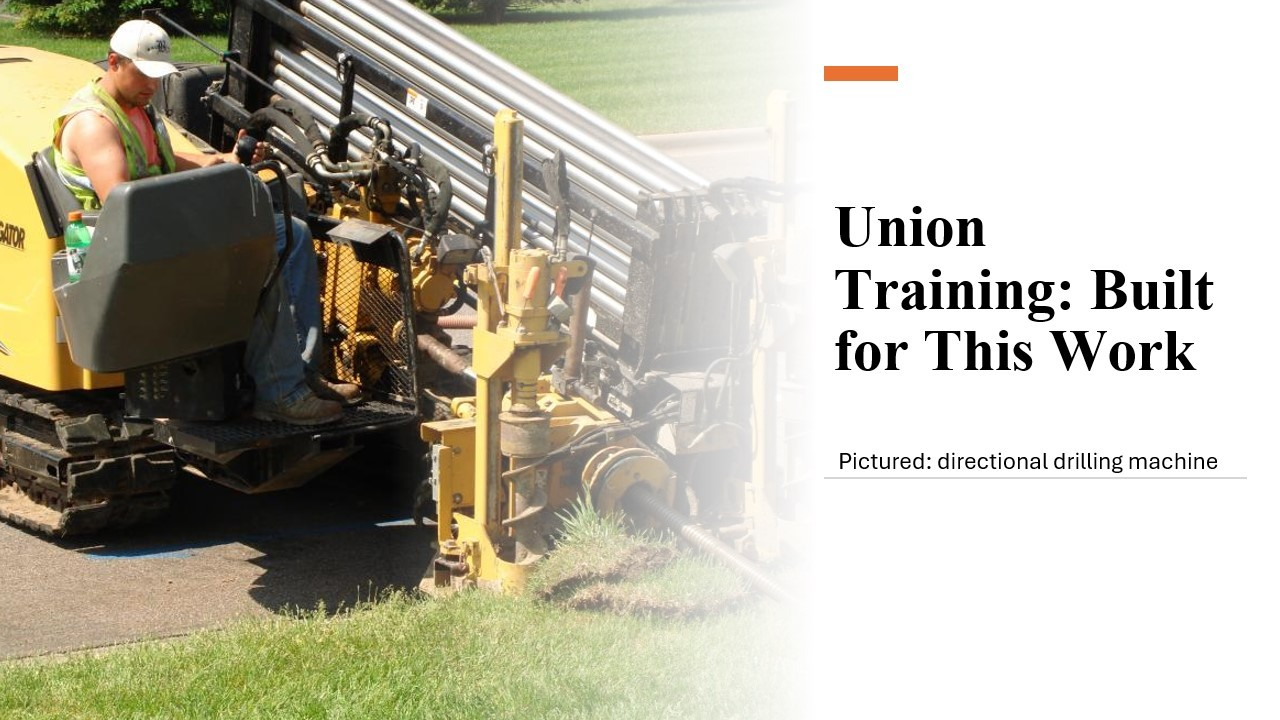 GATOR
Union
Training: Built
for This Work
Pictured: directional drilling machine